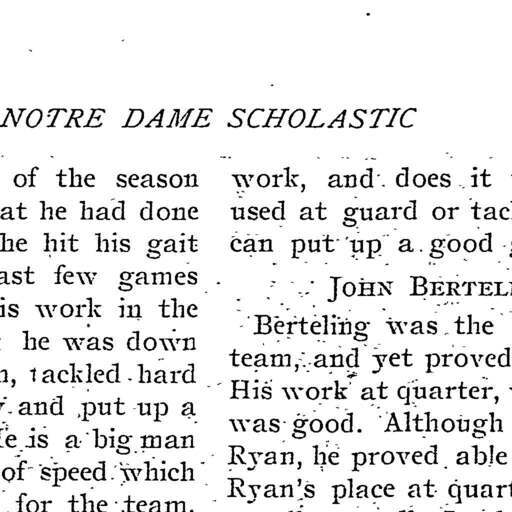 NOTRE DAME SCHOLASTIC
of the season
at he had done
he hit his gait
ast few games
is work in the
he was down
tackled hard
and put up a
is a big man
of speed which
for the team.
work, and does it
used at guard or tac
can put up a good
JOHN BERTEL
Berteling was the
team, and yet proved
His work at quarter,
was good. Although
Ryan, he proved able
Ryan's place at quart